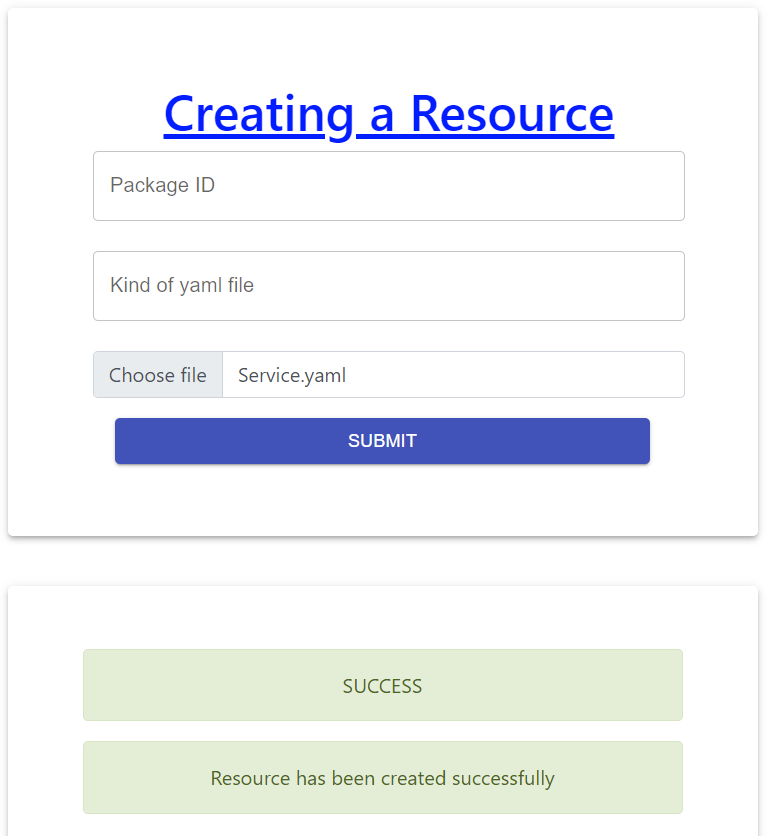 Creating a Resource
Package ID
Kind of yaml file
Choose file Service.yaml
SUBMIT
SUCCESS
Resource has been created successfully